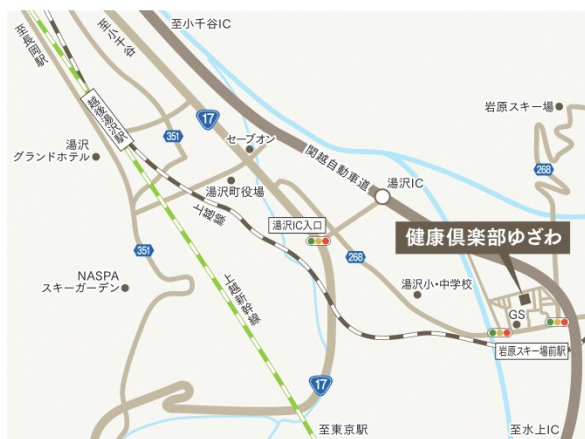 至小千谷IC
至小千谷
至長岡駅
17
岩原スキー場
351
セーブオン
越後湯沢駅
湯沢
グランドホテル
関越自動車道
268
湯沢町役場
湯沢IC
上越線
湯沢IC入口
健康倶楽部ゆざわ
351
268
NASPA
スキーガーデン
上越新幹線
湯沢小・中学校
GS
岩原スキー場前駅
17
至東京駅
至水上IC